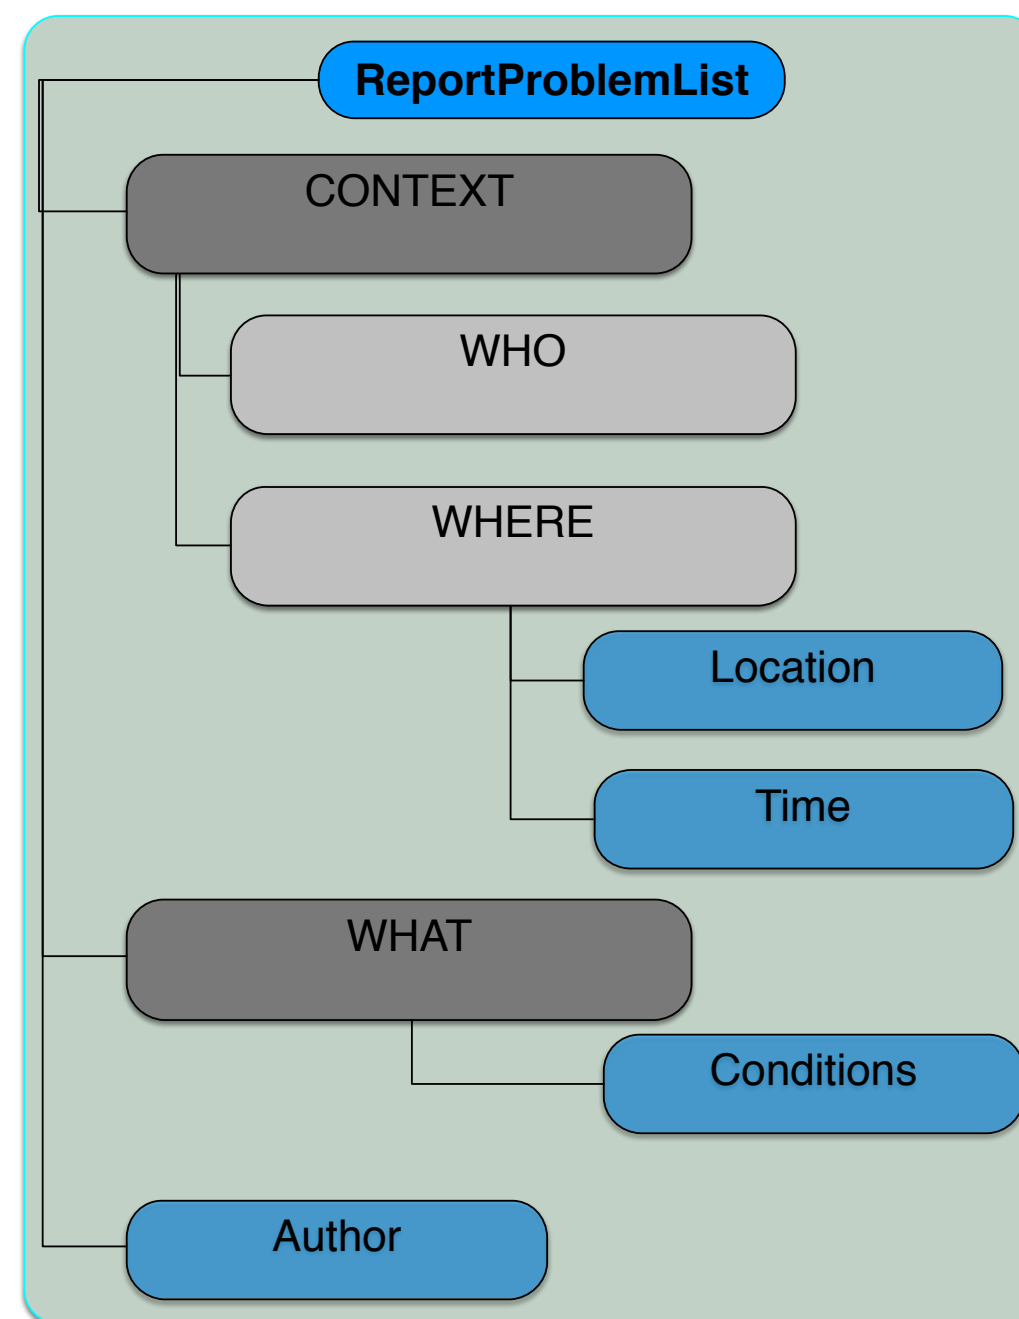 ReportProblemList
CONTEXT
WHO
WHERE
Location
Time
WHAT
Conditions
Author